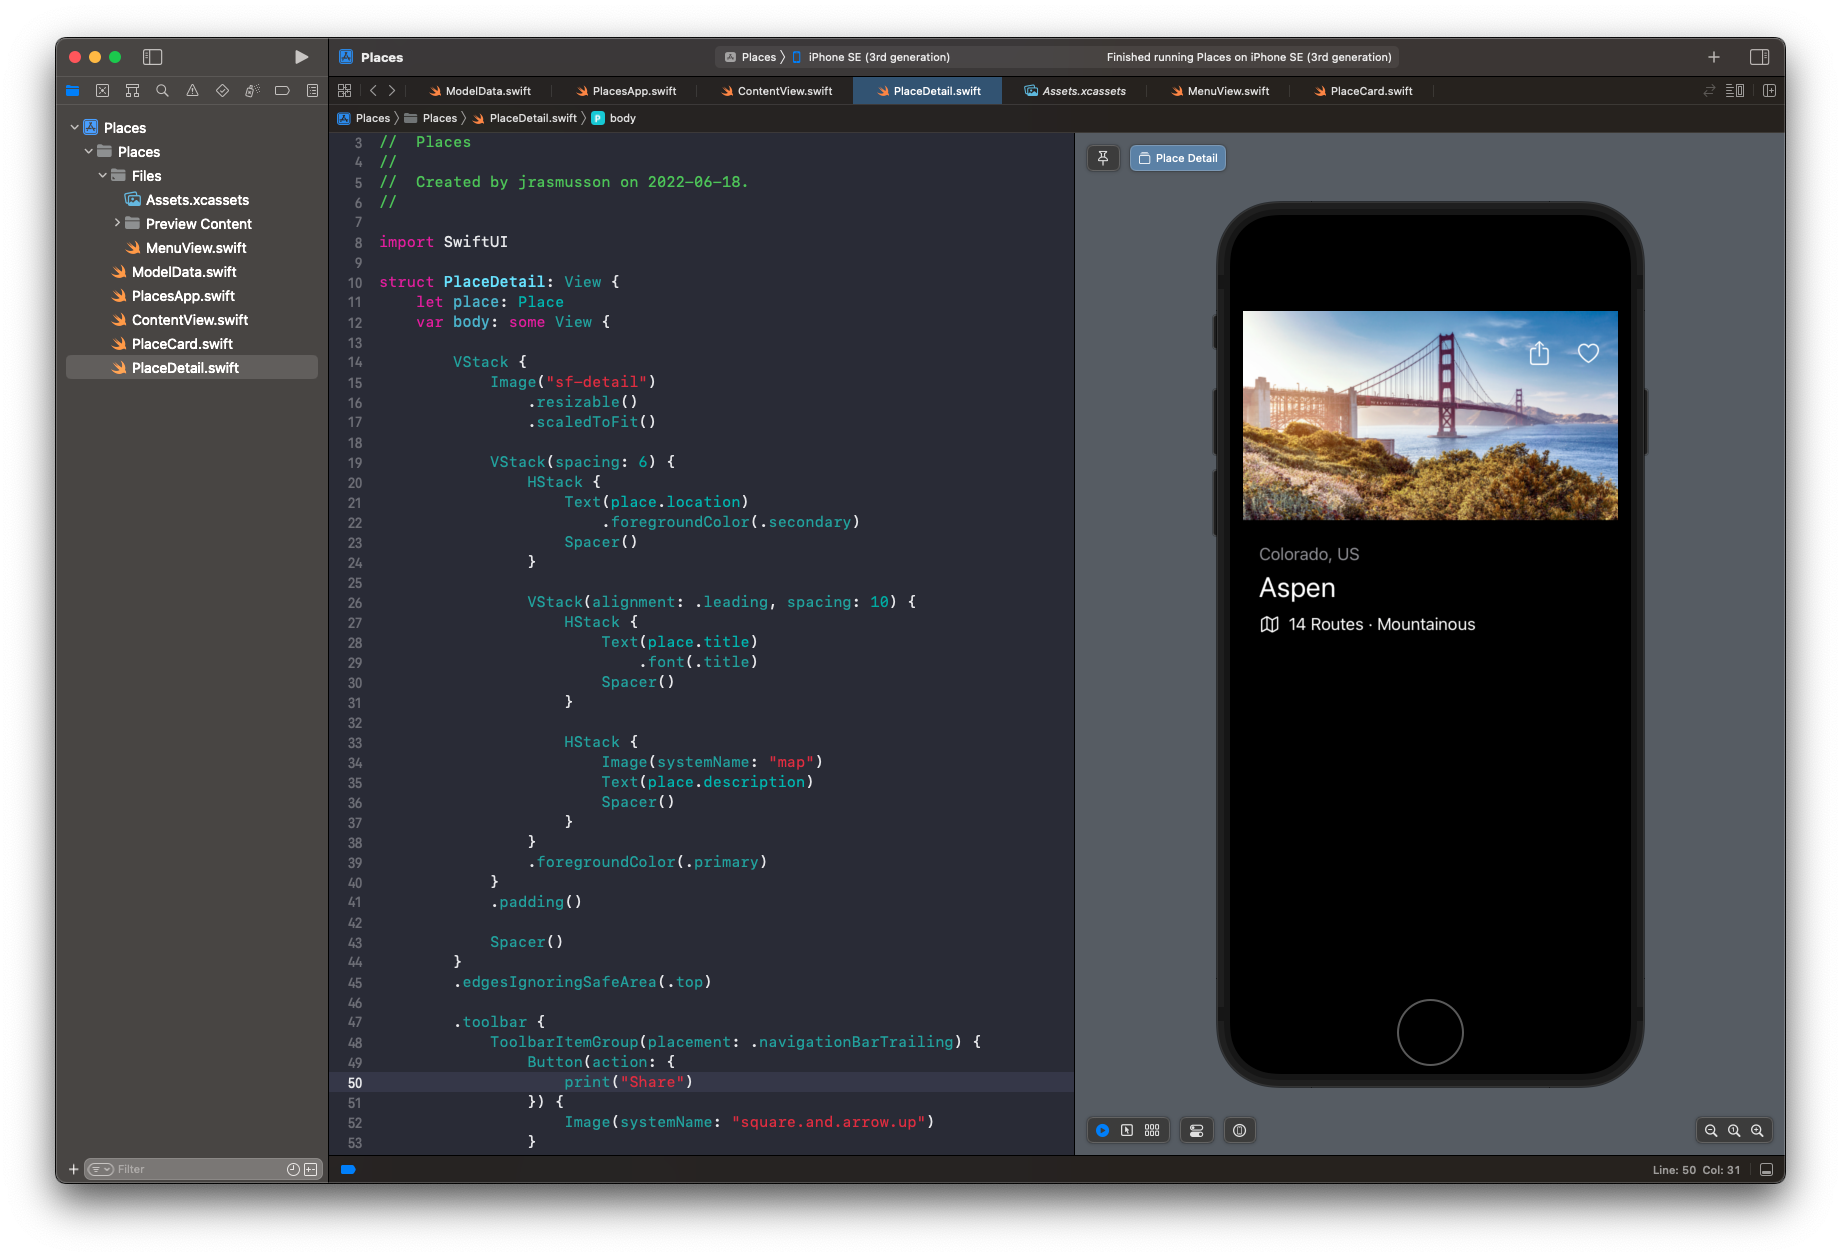 Places
Places
iPhone SE (3rd generation)
Finished running Places on iPhone SE (3rd generation)
ModelData.swift
PlacesApp.swift
ContentView.swift
PlaceDetail.swift
Assets.xcassets
MenuView.swift
PlaceCard.swift
Places
Places
PlaceDetail.swift
P body
Places
Places
Files
Assets.xcassets
Preview Content
MenuView.swift
ModelData.swift
PlacesApp.swift
ContentView.swift
PlaceCard.swift
PlaceDetail.swift
Filter
3 //  Places
4 //
5 //  Created by jrasmusson on 2022-06-18.
6 //
7
8 import SwiftUI
9
10 struct PlaceDetail: View {
11     let place: Place
12     var body: some View {
13
14         VStack {
15             Image("sf-detail")
16                 .resizable()
17                 .scaledToFit()
18
19             VStack(spacing: 6) {
20                 HStack {
21                     Text(place.location)
22                         .foregroundColor(.secondary)
23                     Spacer()
24                 }
25
26                 VStack(alignment: .leading, spacing: 10) {
27                     HStack {
28                         Text(place.title)
29                             .font(.title)
30                         Spacer()
31                     }
32
33                     HStack {
34                         Image(systemName: "map")
35                         Text(place.description)
36                         Spacer()
37                     }
38                 }
39                 .foregroundColor(.primary)
40             }
41             .padding()
42
43             Spacer()
44         }
45         .edgesIgnoringSafeArea(.top)
46
47         .toolbar {
48             ToolbarItemGroup(placement: .navigationBarTrailing) {
49                 Button(action: {
50                     print("Share")
51                 }) {
52                     Image(systemName: "square.and.arrow.up")
53                 }
Place Detail
Colorado, US
Aspen
14 Routes · Mountainous
Line: 50 Col: 31